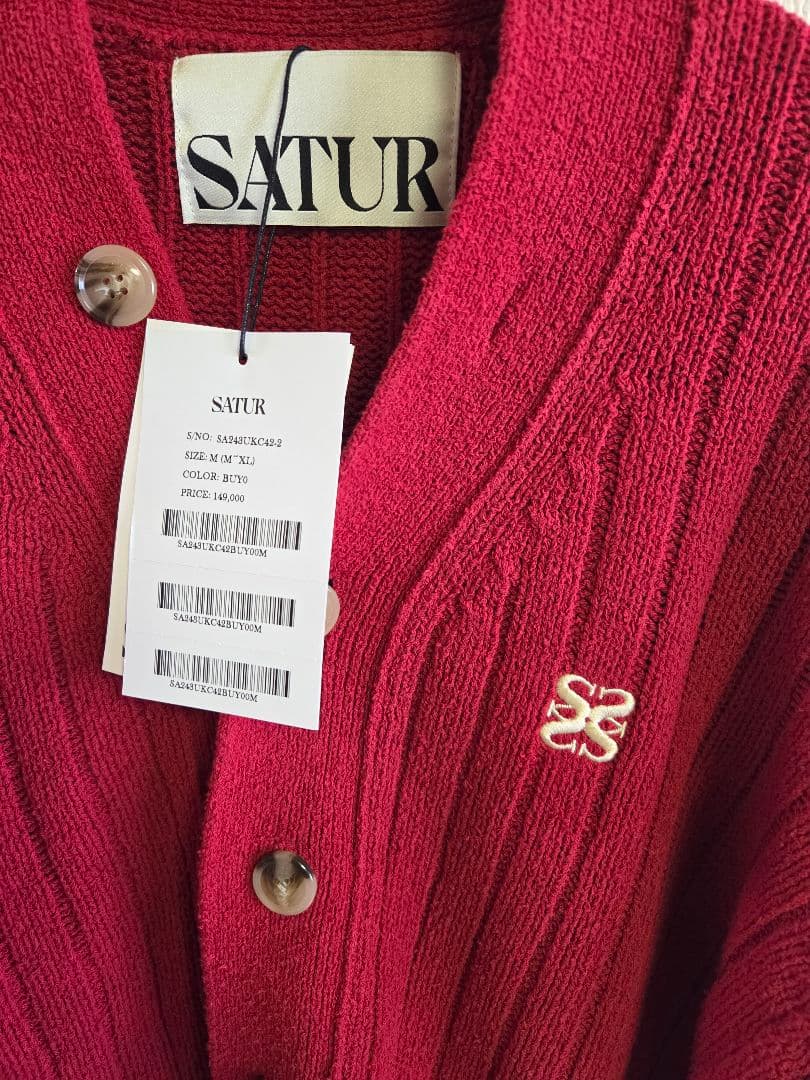 SATUR
SATUR
S/NO: SA243UKC42-2
SIZE: M (M~XL)
COLOR: BUY0
PRICE: 149,000
SA243UKC42BUY00M
SA243UKC42BUY00M
SA243UKC42BUY00M